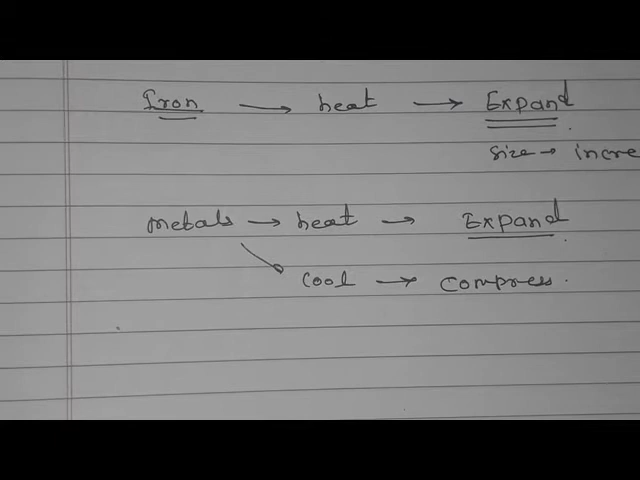 Iron → heat → Expand.
Size → incre
metals → heat → Expand.
cool → compress.